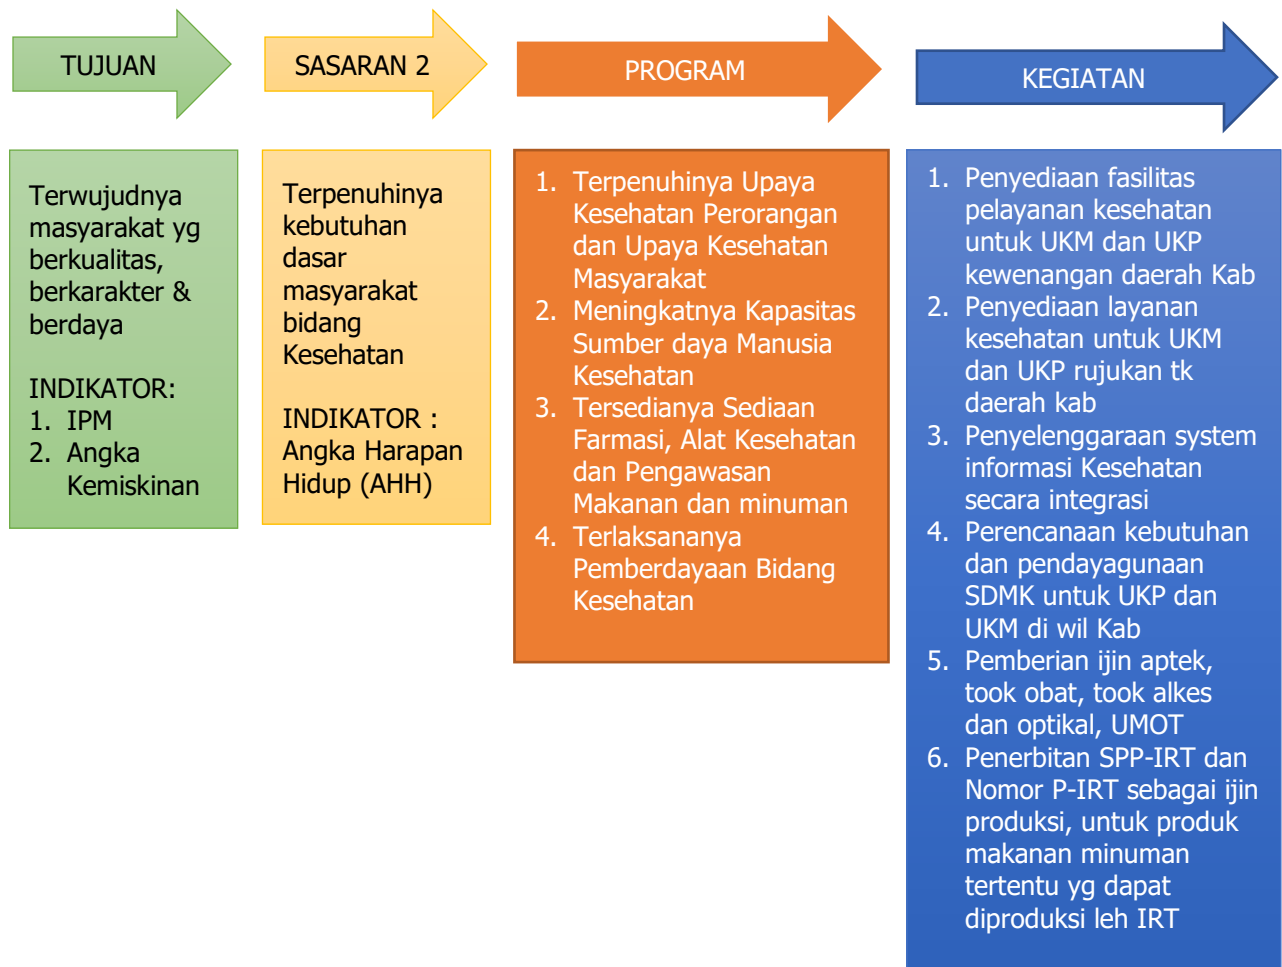 TUJUAN
SASARAN 2
PROGRAM
KEGIATAN
Terwujudnya
masyarakat yg
berkualitas,
berkarakter &
berdaya
INDIKATOR:
1. IPM
2. Angka
Kemiskinan
Terpenuhinya
kebutuhan
dasar
masyarakat
bidang
Kesehatan
INDIKATOR :
Angka Harapan
Hidup (AHH)
1. Terpenuhinya Upaya
Kesehatan Perorangan
dan Upaya Kesehatan
Masyarakat
2. Meningkatnya Kapasitas
Sumber daya Manusia
Kesehatan
3. Tersedianya Sediaan
Farmasi, Alat Kesehatan
dan Pengawasan
Makanan dan minuman
4. Terlaksananya
Pemberdayaan Bidang
Kesehatan
1. Penyediaan fasilitas
pelayanan kesehatan
untuk UKM dan UKP
kewenangan daerah Kab
2. Penyediaan layanan
kesehatan untuk UKM
dan UKP rujukan tk
daerah kab
3. Penyelenggaraan system
informasi Kesehatan
secara integrasi
4. Perencanaan kebutuhan
dan pendayagunaan
SDMK untuk UKP dan
UKM di wil Kab
5. Pemberian ijin aptek,
took obat, took alkes
dan optikal, UMOT
6. Penerbitan SPP-IRT dan
Nomor P-IRT sebagai ijin
produksi, untuk produk
makanan minuman
tertentu yg dapat
diproduksi leh IRT